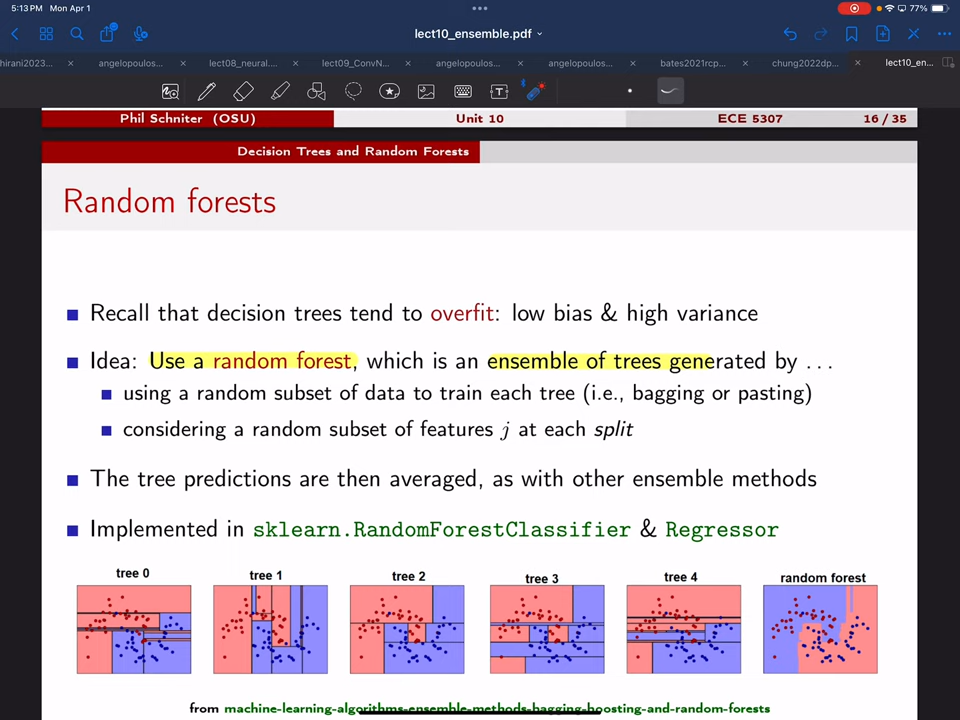 5:13 PM Mon Apr 1
77%
lect10_ensemble.pdf
hirani2023...
angelopoulos...
lect08_neural...
lect09_ConvN...
angelopoulos...
angelopoulos...
bates2021rcp...
chung2022dp...
lect10_en...
Phil Schniter (OSU) Unit 10 ECE 5307 16 / 35
Decision Trees and Random Forests
Random forests
Recall that decision trees tend to overfit: low bias & high variance
Idea: Use a random forest, which is an ensemble of trees generated by ...
using a random subset of data to train each tree (i.e., bagging or pasting)
considering a random subset of features j at each split
The tree predictions are then averaged, as with other ensemble methods
Implemented in sklearn.RandomForestClassifier & Regressor
tree 0 tree 1 tree 2 tree 3 tree 4 random forest
from machine-learning-algorithms-ensemble-methods-bagging-boosting-and-random-forests